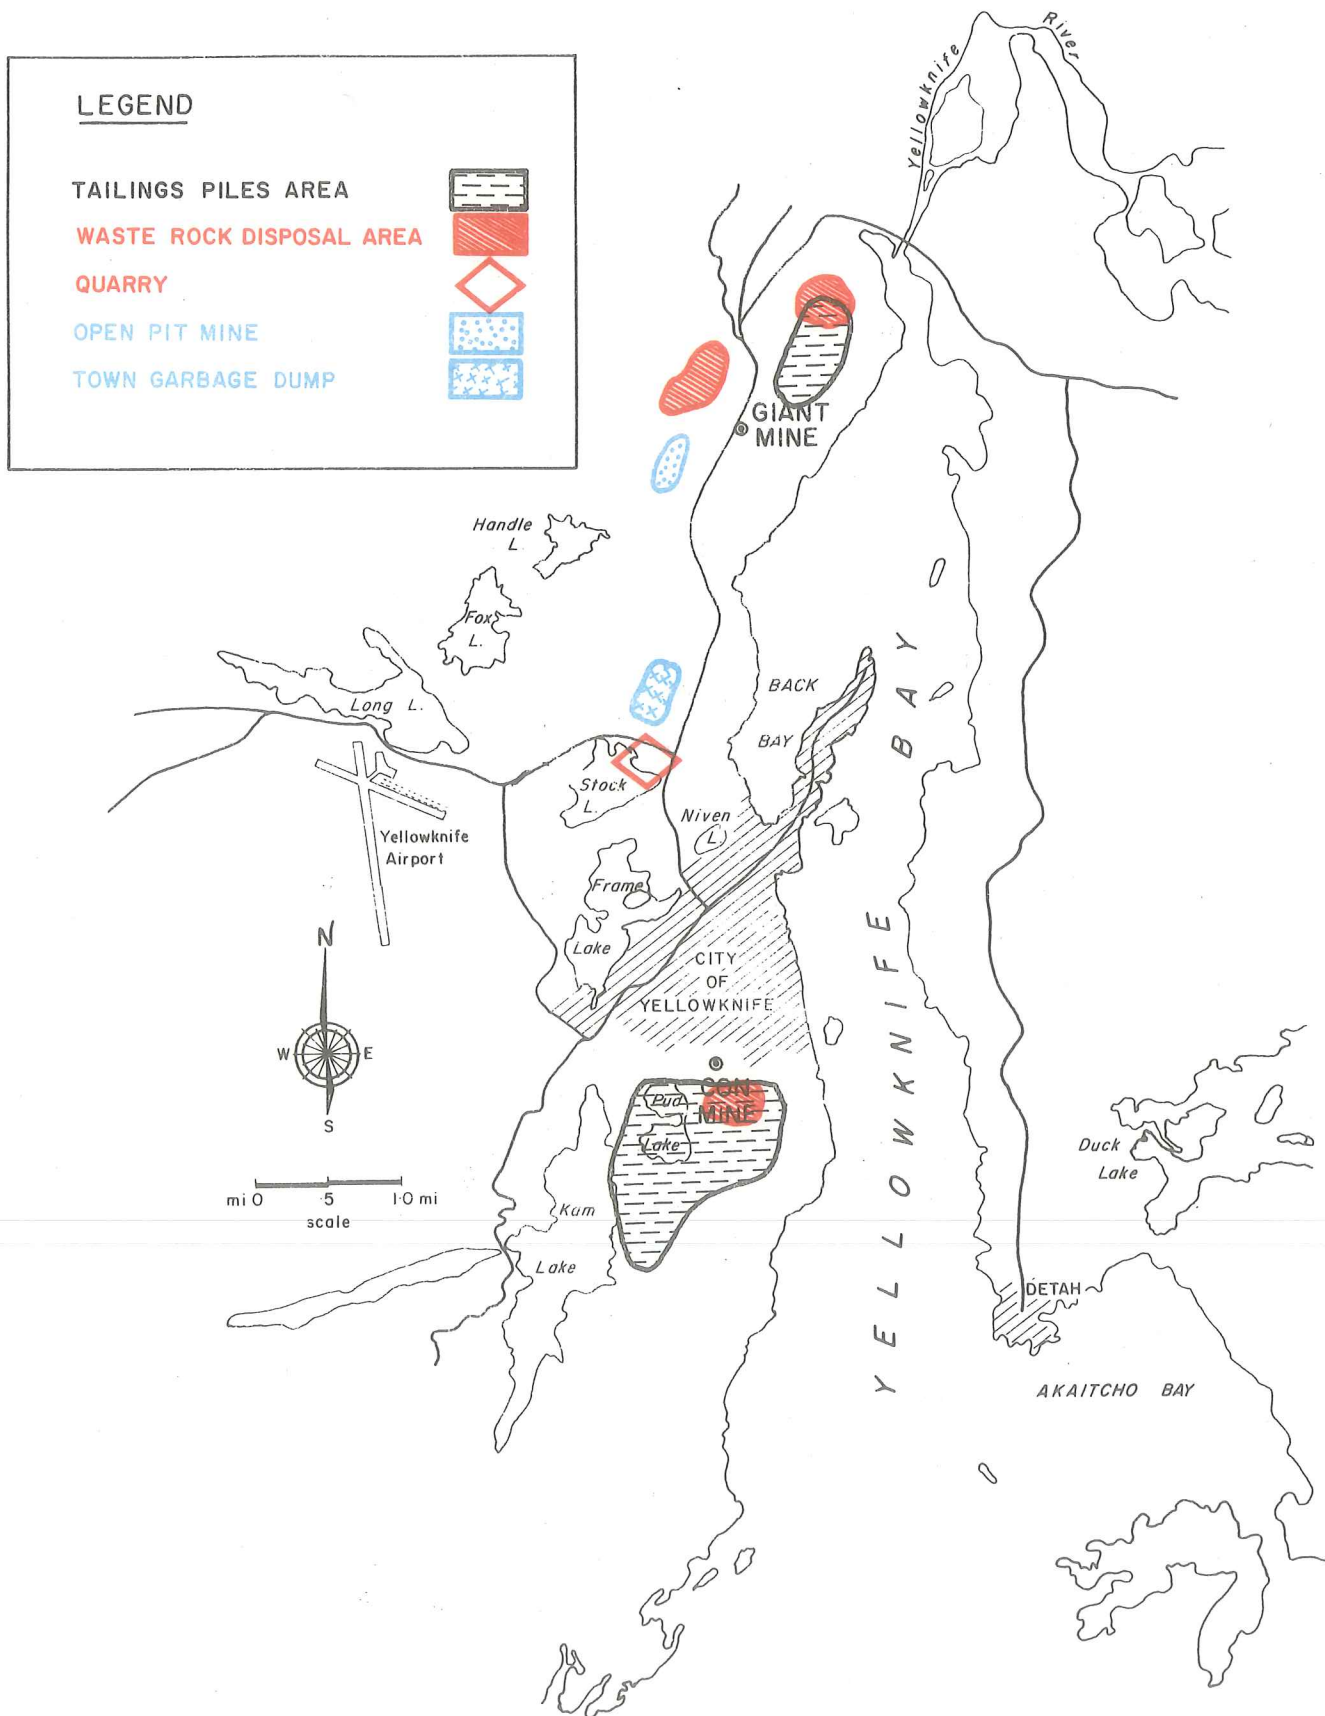 LEGEND
TAILINGS PILES AREA
WASTE ROCK DISPOSAL AREA
QUARRY
OPEN PIT MINE
TOWN GARBAGE DUMP
Yellowknife
River
GIANT
MINE
Handle
L.
Fox
L.
Long L.
BACK
BAY
Stock
L.
Niven
L.
Yellowknife
Airport
Frame
Lake
CITY
OF
YELLOWKNIFE
YELLOWKNIFE BAY
N
W E
S
mi 0 .5 1.0 mi
scale
CON
MINE
Pud
Lake
Kam
Lake
Duck
Lake
DETAH
AKAITCHO BAY